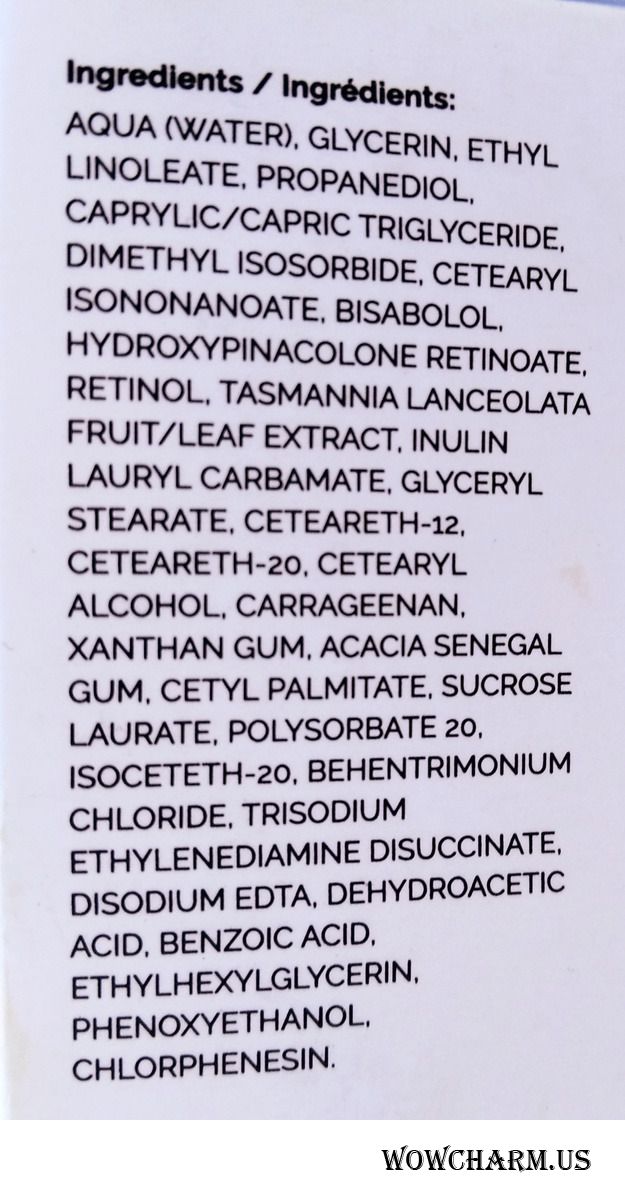 Ingredients / Ingrédients:
AQUA (WATER), GLYCERIN, ETHYL
LINOLEATE, PROPANEDIOL,
CAPRYLIC/CAPRIC TRIGLYCERIDE,
DIMETHYL ISOSORBIDE, CETEARYL
ISONONANOATE, BISABOLOL,
HYDROXYPINACOLONE RETINOATE,
RETINOL, TASMANNIA LANCEOLATA
FRUIT/LEAF EXTRACT, INULIN
LAURYL CARBAMATE, GLYCERYL
STEARATE, CETEARETH-12,
CETEARETH-20, CETEARYL
ALCOHOL, CARRAGEENAN,
XANTHAN GUM, ACACIA SENEGAL
GUM, CETYL PALMITATE, SUCROSE
LAURATE, POLYSORBATE 20,
ISOCETETH-20, BEHENTRIMONIUM
CHLORIDE, TRISODIUM
ETHYLENEDIAMINE DISUCCINATE,
DISODIUM EDTA, DEHYDROACETIC
ACID, BENZOIC ACID,
ETHYLHEXYLGLYCERIN,
PHENOXYETHANOL,
CHLORPHENESIN.
WOWCHARM.US